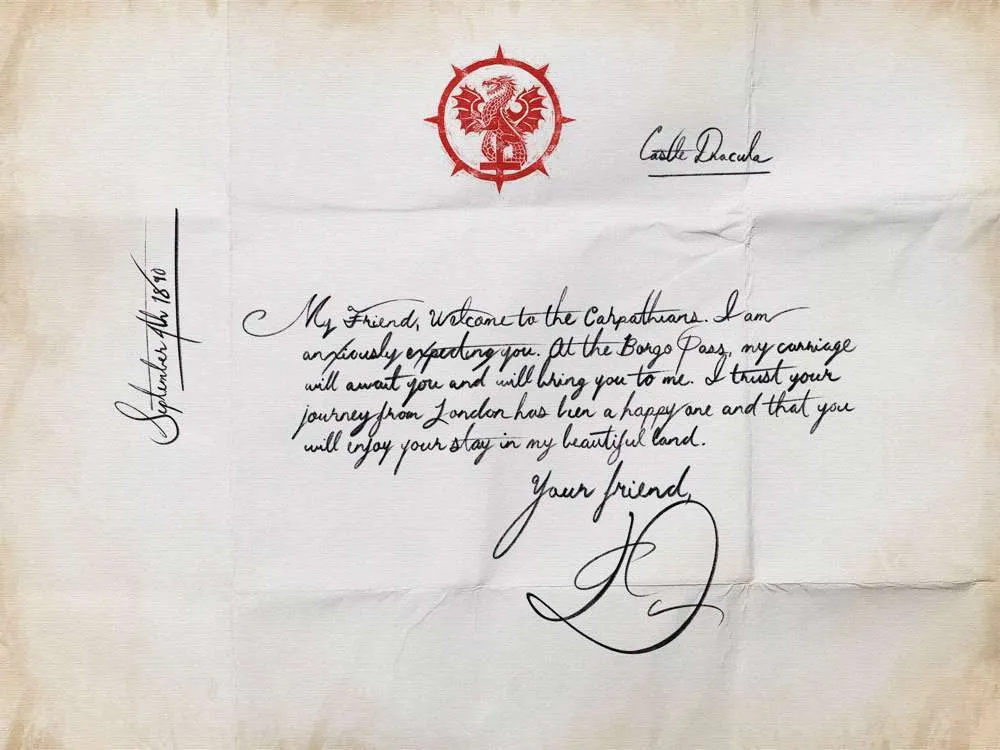 Castle Dracula
September 4th 1890
My Friend, Welcome to the Carpathians. I am
anxiously expecting you. At the Borgo Pass, my carriage
will await you and will bring you to me. I trust your
journey from London has been a happy one and that you
will enjoy your stay in my beautiful land.
Your friend,
D